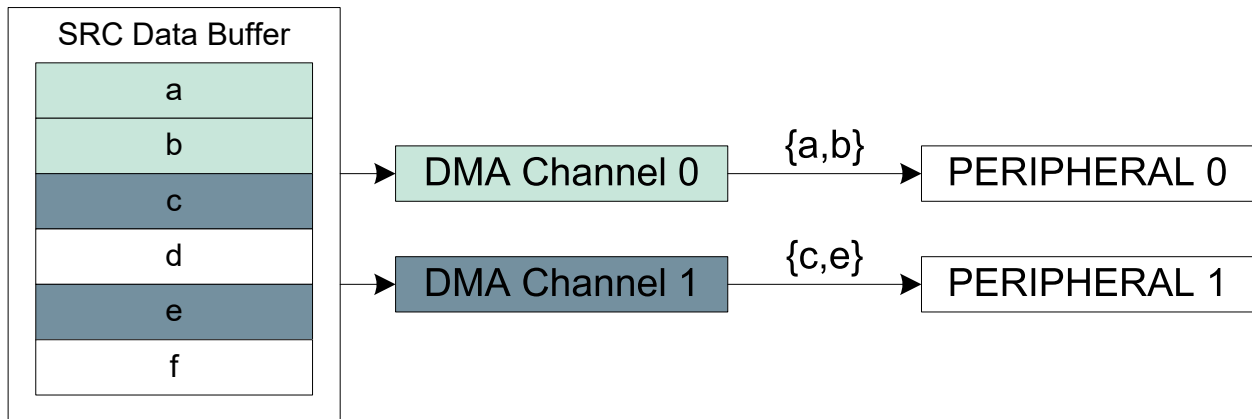 SRC Data Buffer
a
b
c
d
e
f
DMA Channel 0
{a,b}
PERIPHERAL 0
DMA Channel 1
{c,e}
PERIPHERAL 1